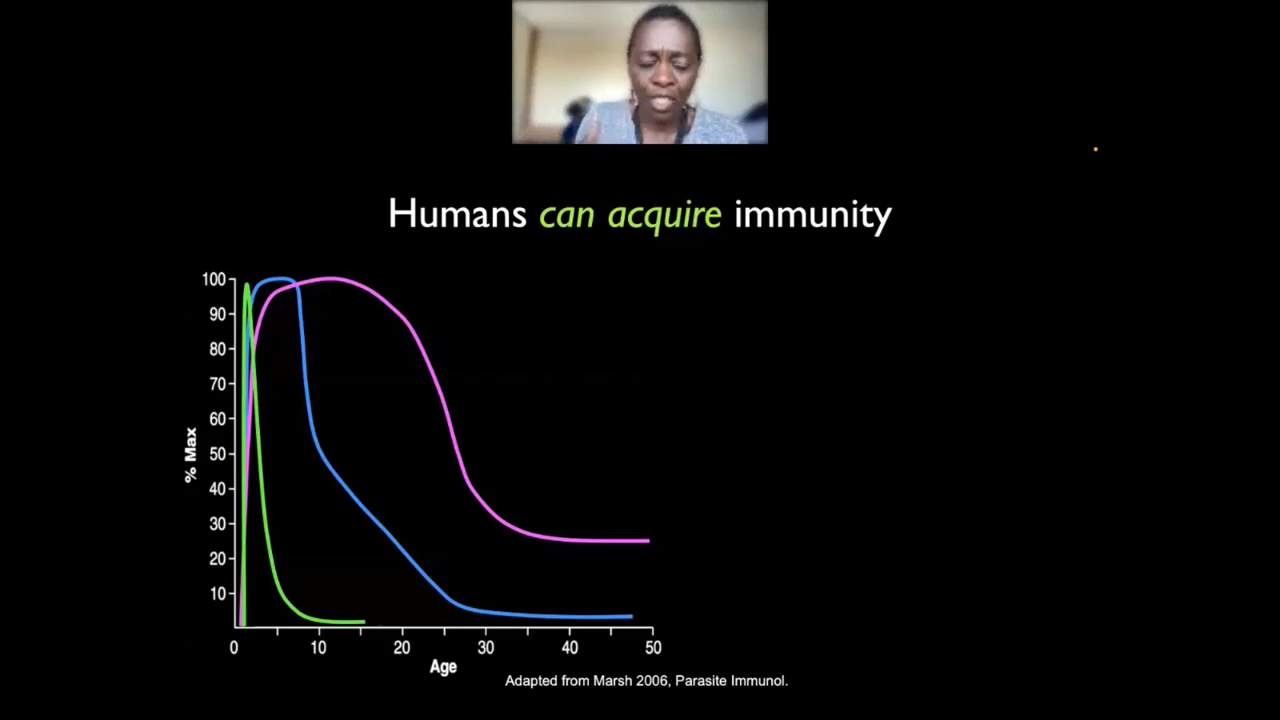 Humans can acquire immunity
100
90
80
70
60
50
40
30
20
10
% Max
0 10 20 30 40 50
Age
Adapted from Marsh 2006, Parasite Immunol.